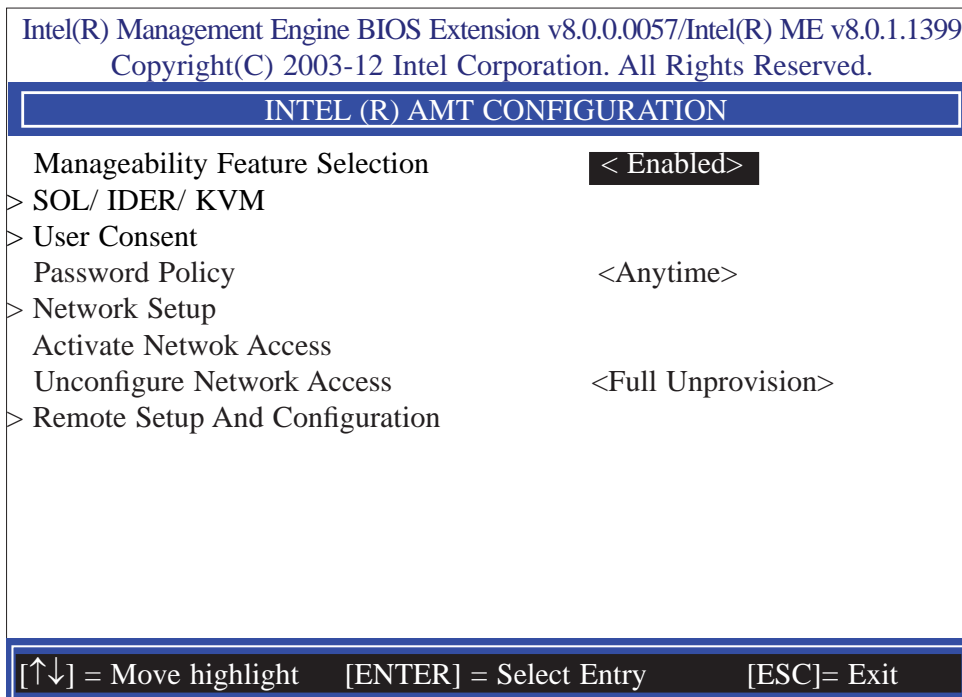 Intel(R) Management Engine BIOS Extension v8.0.0.0057/Intel(R) ME v8.0.1.1399
Copyright(C) 2003-12 Intel Corporation. All Rights Reserved.
INTEL (R) AMT CONFIGURATION
Manageability Feature Selection < Enabled>
> SOL/ IDER/ KVM
> User Consent
Password Policy <Anytime>
> Network Setup
Activate Netwok Access
Unconfigure Network Access <Full Unprovision>
> Remote Setup And Configuration
[↑↓] = Move highlight [ENTER] = Select Entry [ESC]= Exit